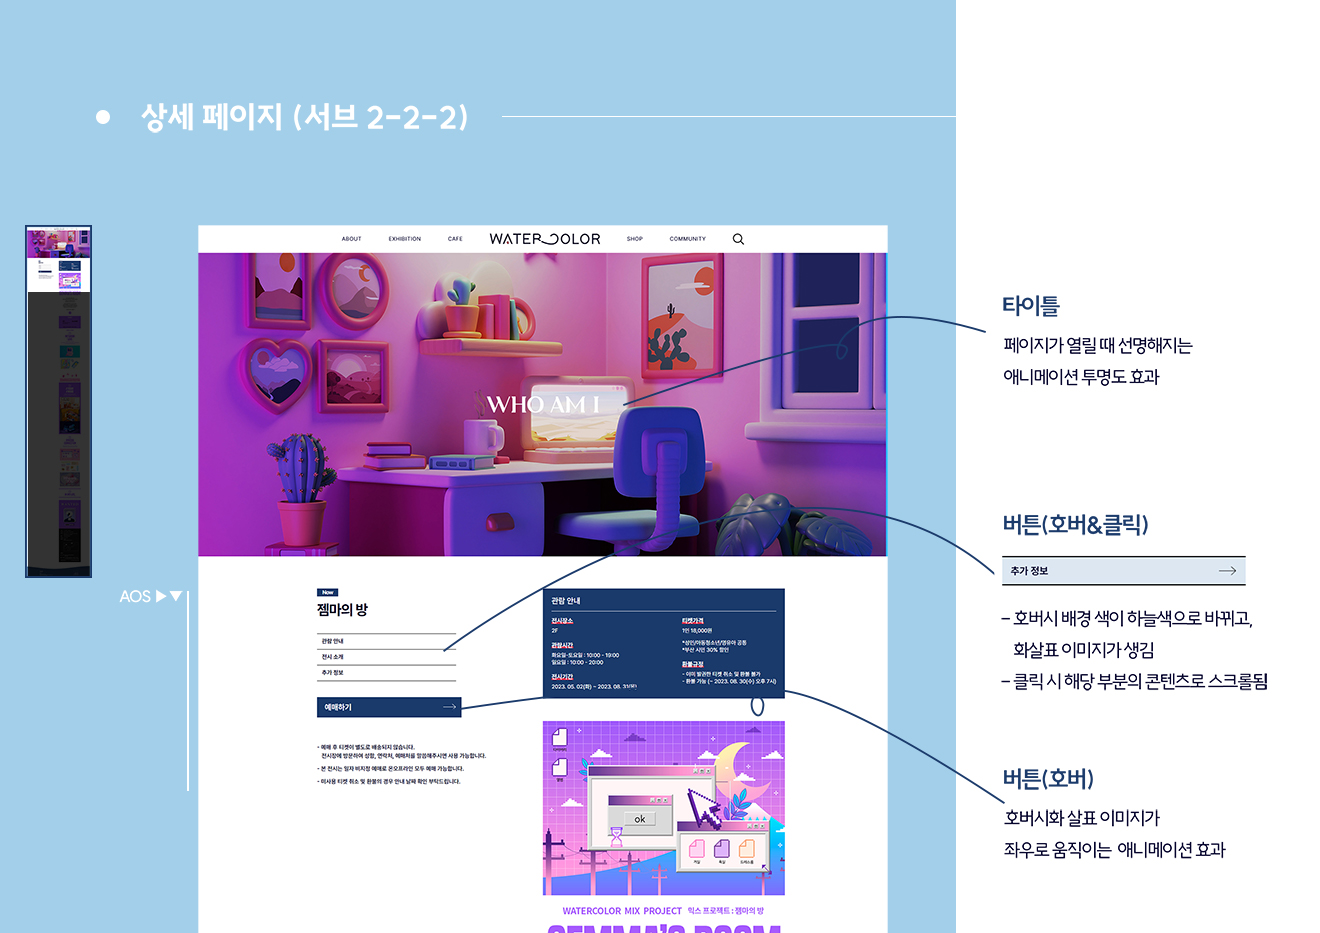 상세 페이지 (서브 2-2-2)
ABOUT EXHIBITION CAFE WATERCOLOR SHOP COMMUNITY
WHO AM I
타이틀
페이지가 열릴 때 선명해지는
애니메이션 투명도 효과
버튼(호버&클릭)
추가 정보
– 호버시 배경 색이 하늘색으로 바뀌고,
화살표 이미지가 생김
– 클릭 시 해당 부분의 콘텐츠로 스크롤됨
버튼(호버)
호버시화 살표 이미지가
좌우로 움직이는 애니메이션 효과
AOS ▶▼
Now
젬마의 방
관람 안내
전시 소개
추가 정보
예매하기
- 예매 후 티켓이 별도로 배송되지 않습니다.
전시장에 방문하여 성함, 연락처, 예매처를 말씀해주시면 사용 가능합니다.
- 본 전시는 일자 비지정 예매로 온오프라인 모두 예매 가능합니다.
- 미사용 티켓 취소 및 환불의 경우 안내 날짜 확인 부탁드립니다.
관람 안내
전시장소
2F
관람시간
화요일-토요일 : 10:00 - 19:00
일요일 : 10:00 - 20:00
전시기간
2023. 05. 02(화) ~ 2023. 08. 31(목)
티켓가격
1인 18,000원
*성인/아동청소년/영유아 공통
*부산 시민 30% 할인
환불규정
- 이미 발권한 티켓 취소 및 환불 불가
- 환불 가능 (~ 2023. 08. 30(수) 오후 7시)
ok
거실
욕실
드레스룸
WATERCOLOR MIX PROJECT 믹스 프로젝트 : 젬마의 방
GEMMA'S ROOM